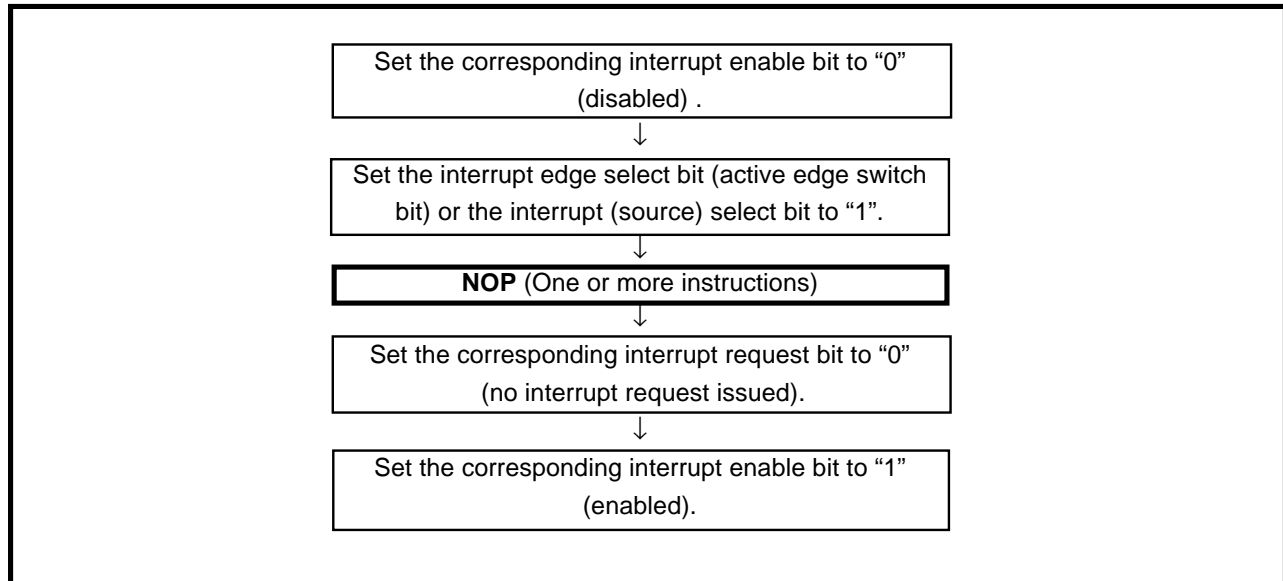 Set the corresponding interrupt enable bit to “0”
(disabled) .
↓
Set the interrupt edge select bit (active edge switch
bit) or the interrupt (source) select bit to “1”.
↓
NOP (One or more instructions)
↓
Set the corresponding interrupt request bit to “0”
(no interrupt request issued).
↓
Set the corresponding interrupt enable bit to “1”
(enabled).